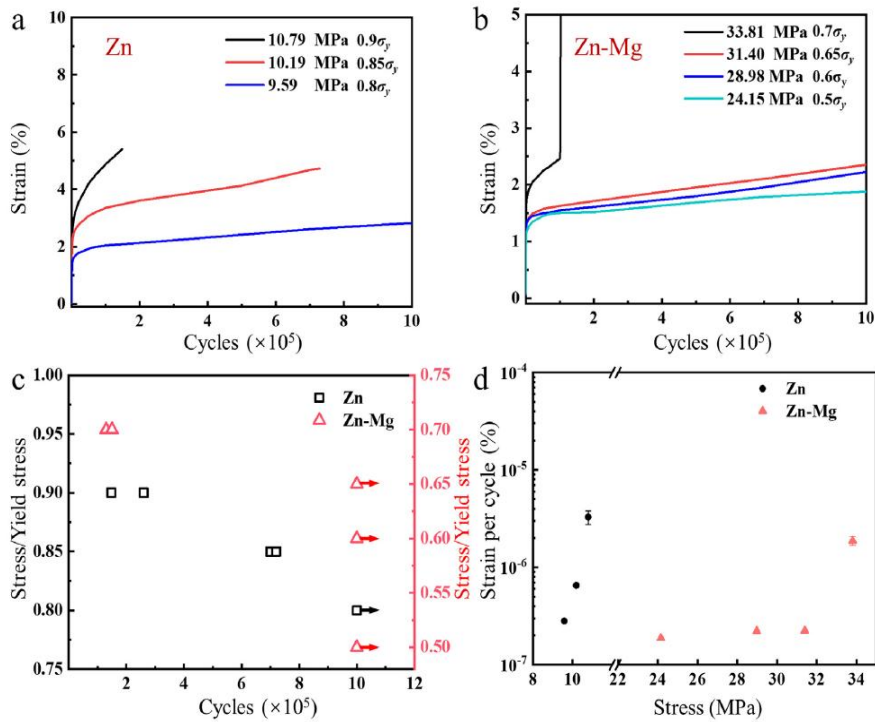 a
Zn
10.79 MPa 0.9σy
10.19 MPa 0.85σy
9.59 MPa 0.8σy
Strain (%)
10
8
6
4
2
0
2 4 6 8 10
Cycles (×10⁵)
b
Zn-Mg
33.81 MPa 0.7σy
31.40 MPa 0.65σy
28.98 MPa 0.6σy
24.15 MPa 0.5σy
Strain (%)
5
4
3
2
1
0
2 4 6 8 10
Cycles (×10⁵)
c
Zn
Zn-Mg
Stress/Yield stress
1.00
0.95
0.90
0.85
0.80
0.75
2 4 6 8 10 12
Cycles (×10⁵)
0.75
0.70
0.65
0.60
0.55
0.50
Stress/Yield stress
d
Zn
Zn-Mg
Strain per cycle (%)
10⁻⁴
10⁻⁵
10⁻⁶
10⁻⁷
8 10 22 24 26 28 30 32 34
Stress (MPa)